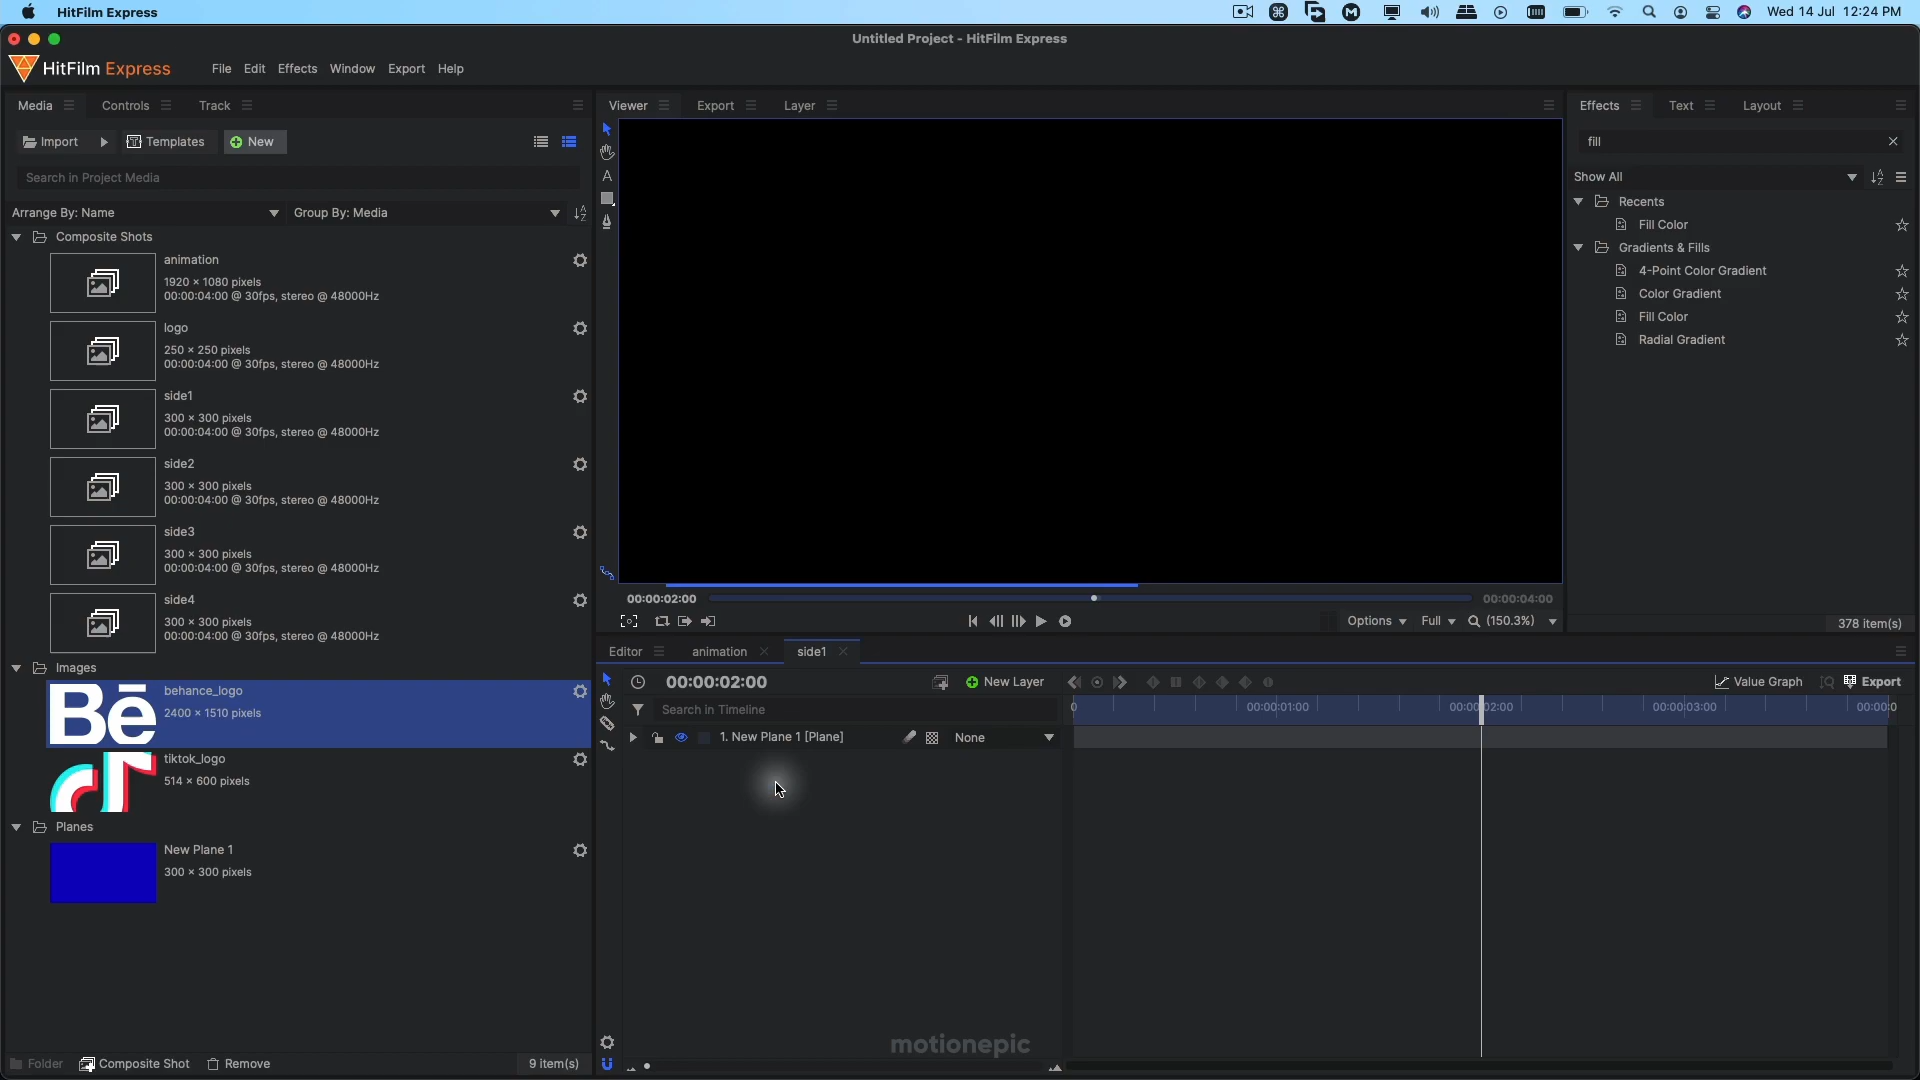 HitFilm Express
Wed 14 Jul 12:24 PM
Untitled Project - HitFilm Express
HitFilm Express
File Edit Effects Window Export Help
Media Controls Track
Viewer Export Layer
Effects Text Layout
Import Templates New
fill
Search in Project Media
Show All
Arrange By: Name Group By: Media
Recents
Fill Color
Gradients & Fills
4-Point Color Gradient
Color Gradient
Fill Color
Radial Gradient
378 item(s)
Composite Shots
animation
1920 × 1080 pixels
00:00:04:00 @ 30fps, stereo @ 48000Hz
logo
250 × 250 pixels
00:00:04:00 @ 30fps, stereo @ 48000Hz
side1
300 × 300 pixels
00:00:04:00 @ 30fps, stereo @ 48000Hz
side2
300 × 300 pixels
00:00:04:00 @ 30fps, stereo @ 48000Hz
side3
300 × 300 pixels
00:00:04:00 @ 30fps, stereo @ 48000Hz
side4
300 × 300 pixels
00:00:04:00 @ 30fps, stereo @ 48000Hz
Images
Bē
behance_logo
2400 × 1510 pixels
tiktok_logo
514 × 600 pixels
Planes
New Plane 1
300 × 300 pixels
Folder Composite Shot Remove 9 item(s)
00:00:02:00 00:00:04:00
Options Full (150.3%)
Editor animation side1
00:00:02:00 New Layer Value Graph Export
Search in Timeline
0 00:00:01:00 00:00:02:00 00:00:03:00 00:00:0
1. New Plane 1 [Plane] None
motionepic